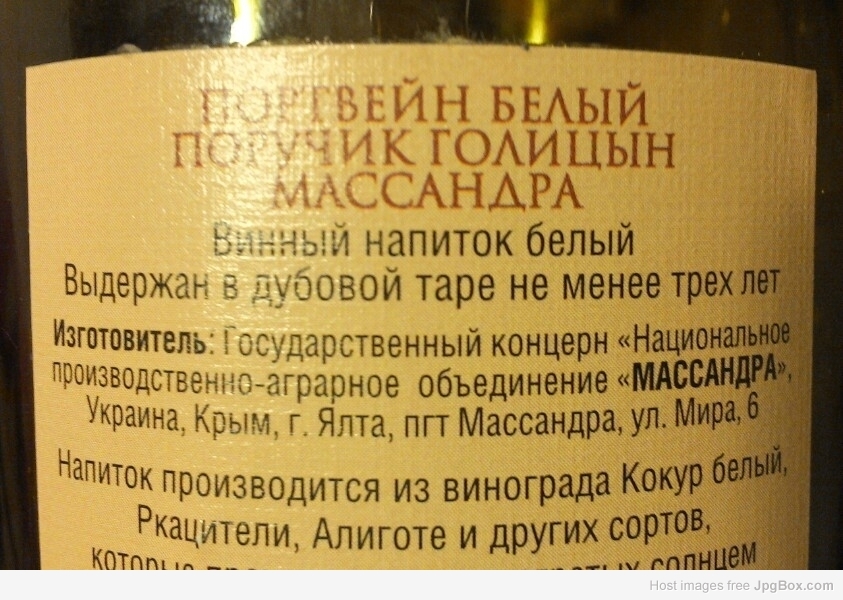 ПОРТВЕЙН БЕЛЫЙ
ПОРУЧИК ГОЛИЦЫН
МАССАНДРА
Винный напиток белый
Выдержан в дубовой таре не менее трех лет
Изготовитель: Государственный концерн «Национальное
производственно-аграрное объединение «МАССАНДРА»,
Украина, Крым, г. Ялта, пгт Массандра, ул. Мира, 6
Напиток производится из винограда Кокур белый,
Ркацители, Алиготе и других сортов,
которые солнцем
Host images free JpgBox.com